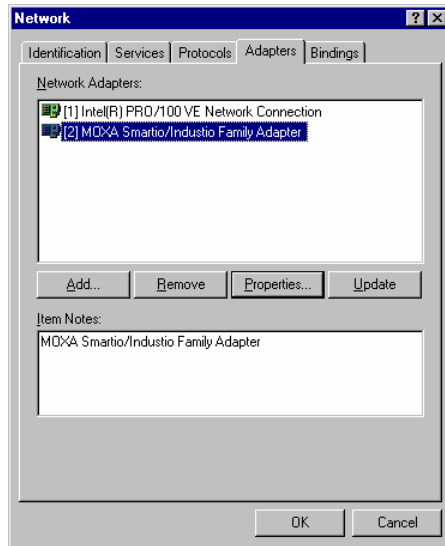 Network
Identification Services Protocols Adapters Bindings
Network Adapters:
[1] Intel(R) PRO/100 VE Network Connection
[2] MOXA Smartio/Industio Family Adapter
Add... Remove Properties... Update
Item Notes:
MOXA Smartio/Industio Family Adapter
OK Cancel